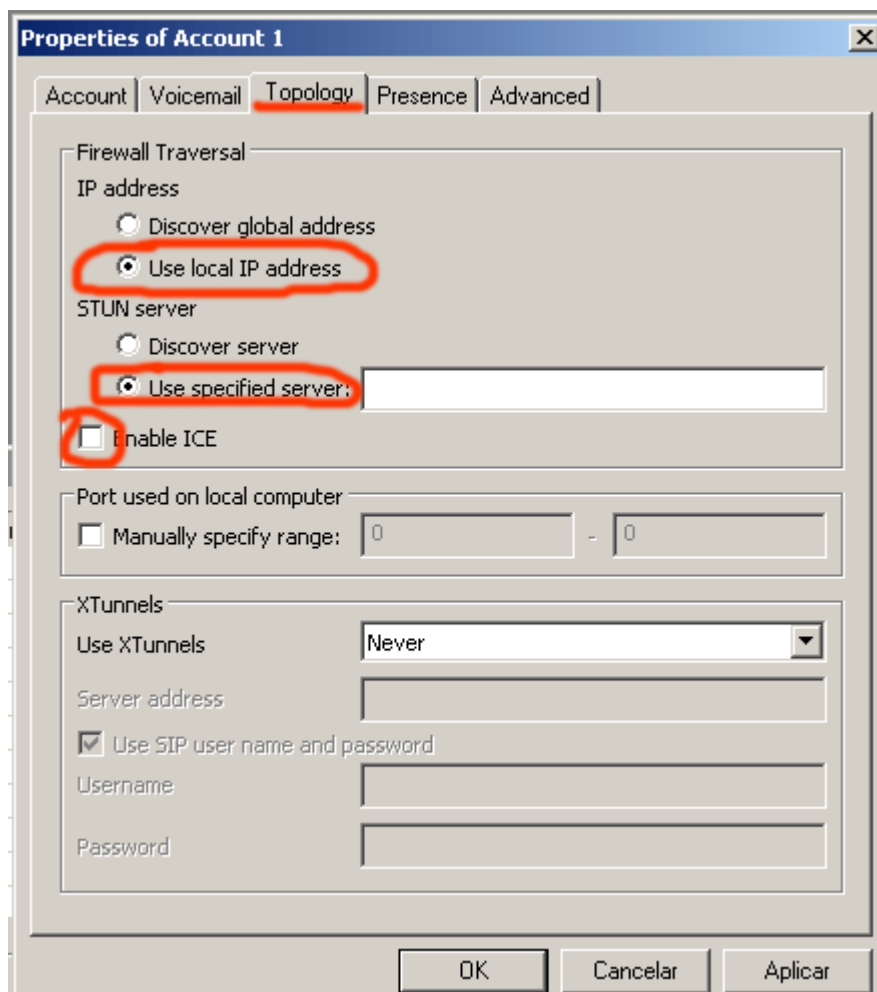 Properties of Account 1
Account Voicemail Topology Presence Advanced
Firewall Traversal
IP address
Discover global address
Use local IP address
STUN server
Discover server
Use specified server:
Enable ICE
Port used on local computer
Manually specify range: 0 - 0
XTunnels
Use XTunnels Never
Server address
Use SIP user name and password
Username
Password
OK Cancelar Aplicar